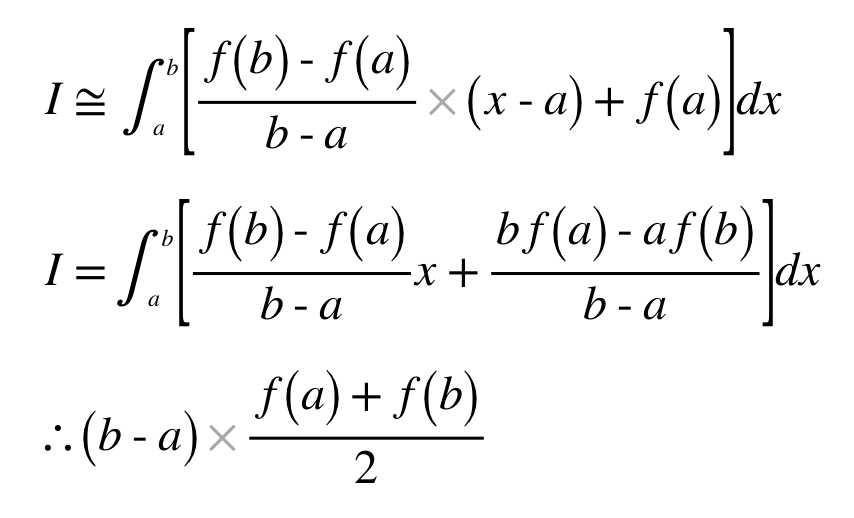 I ≅ ∫_a^b [ (f(b) - f(a)) / (b - a) × (x - a) + f(a) ] dx
I = ∫_a^b [ (f(b) - f(a)) / (b - a) x + (bf(a) - af(b)) / (b - a) ] dx
∴ (b - a) × (f(a) + f(b)) / 2